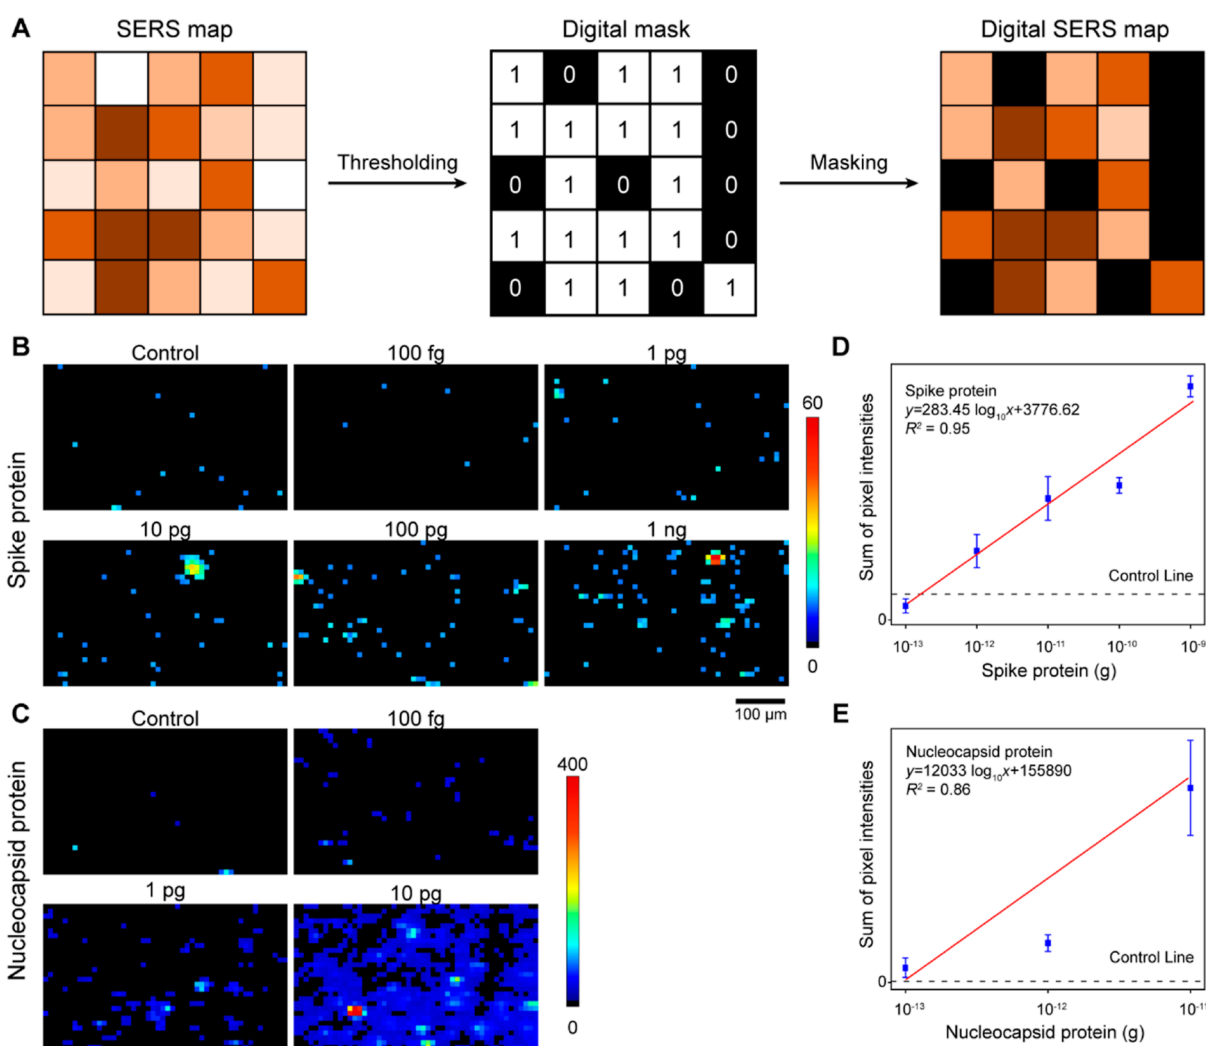 A
SERS map
Digital mask
Digital SERS map
1 0 1 1 0
1 1 1 1 0
Thresholding
Masking
0 1 0 1 0
1 1 1 1 0
0 1 1 0 1
B
Control
100 fg
1 pg
Spike protein
10 pg
100 pg
1 ng
60
0
100 µm
D
Spike protein
y=283.45 log₁₀x+3776.62
R² = 0.95
Control Line
Sum of pixel intensities
0
10⁻¹³ 10⁻¹² 10⁻¹¹ 10⁻¹⁰ 10⁻⁹
Spike protein (g)
C
Control
100 fg
Nucleocapsid protein
1 pg
10 pg
400
0
E
Nucleocapsid protein
y=12033 log₁₀x+155890
R² = 0.86
Control Line
Sum of pixel intensities
0
10⁻¹³ 10⁻¹² 10⁻¹¹
Nucleocapsid protein (g)